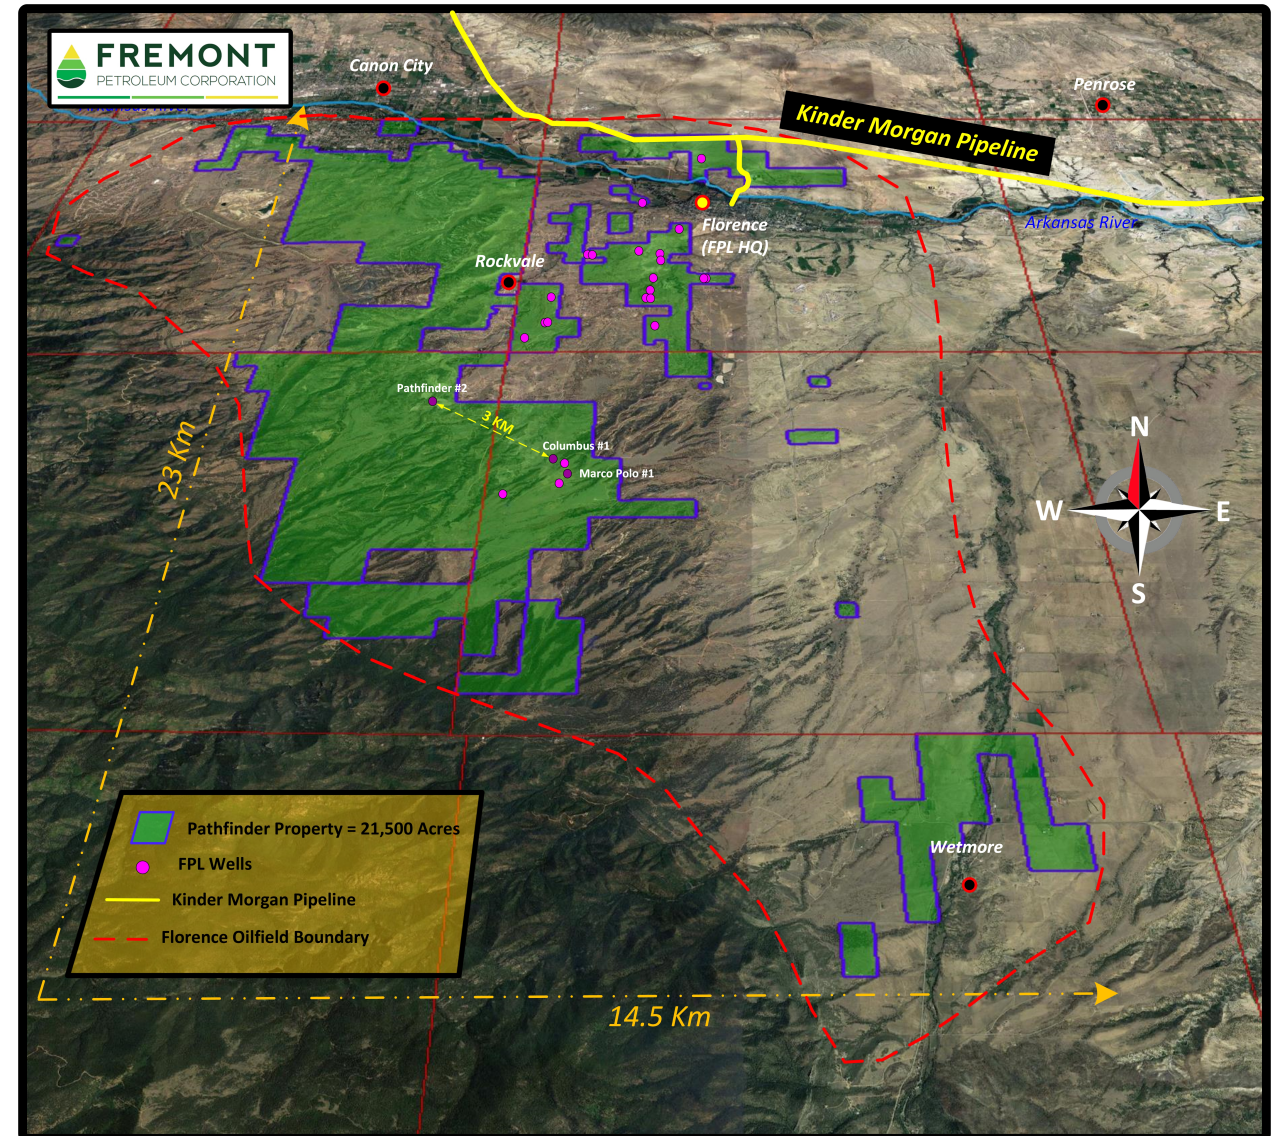 FREMONT
PETROLEUM CORPORATION
Canon City
Penrose
Arkansas River
Kinder Morgan Pipeline
Arkansas River
Florence
(FPL HQ)
Rockvale
Pathfinder #2
3 KM
Columbus #1
Marco Polo #1
23 Km
N
W
E
S
Wetmore
Pathfinder Property = 21,500 Acres
FPL Wells
Kinder Morgan Pipeline
Florence Oilfield Boundary
14.5 Km